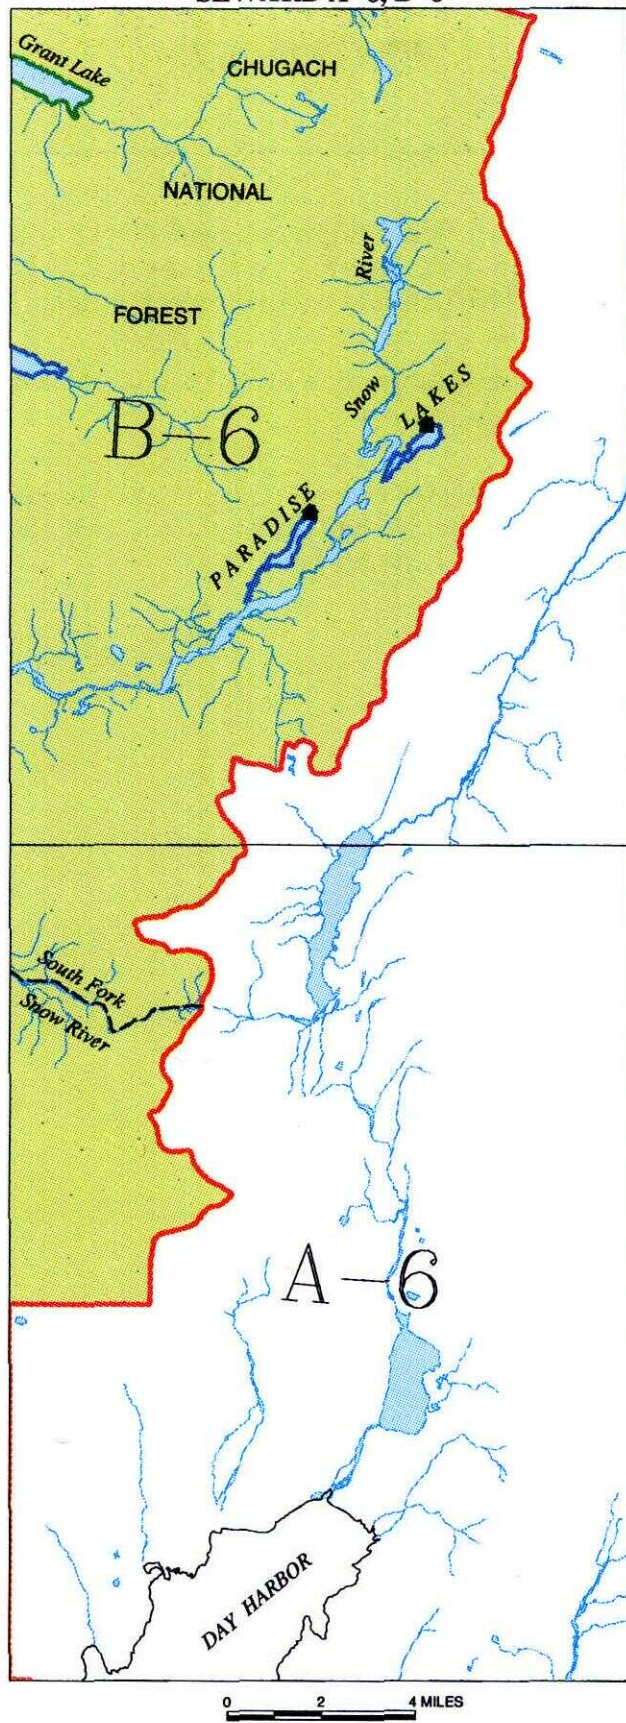 Grant Lake
CHUGACH
NATIONAL
River
FOREST
Snow
LAKES
B-6
PARADISE
South Fork
Snow River
A-6
DAY HARBOR
0 2 4 MILES